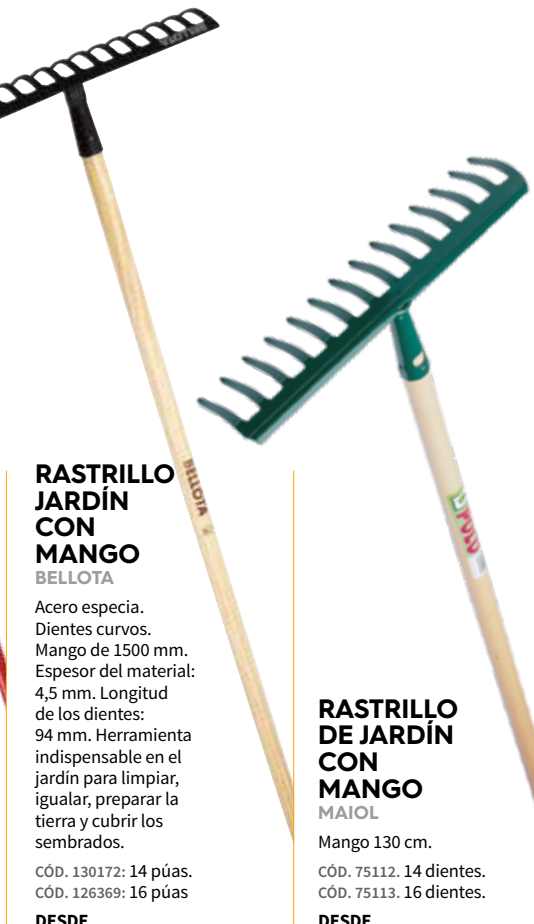 BELLOTA
BELLOTA
RASTRILLO
JARDÍN
CON
MANGO
BELLOTA
Acero especia.
Dientes curvos.
Mango de 1500 mm.
Espesor del material:
4,5 mm. Longitud
de los dientes:
94 mm. Herramienta
indispensable en el
jardín para limpiar,
igualar, preparar la
tierra y cubrir los
sembrados.
CÓD. 130172: 14 púas.
CÓD. 126369: 16 púas
DESDE
RASTRILLO
DE JARDÍN
CON
MANGO
MAIOL
Mango 130 cm.
CÓD. 75112. 14 dientes.
CÓD. 75113. 16 dientes.
DESDE